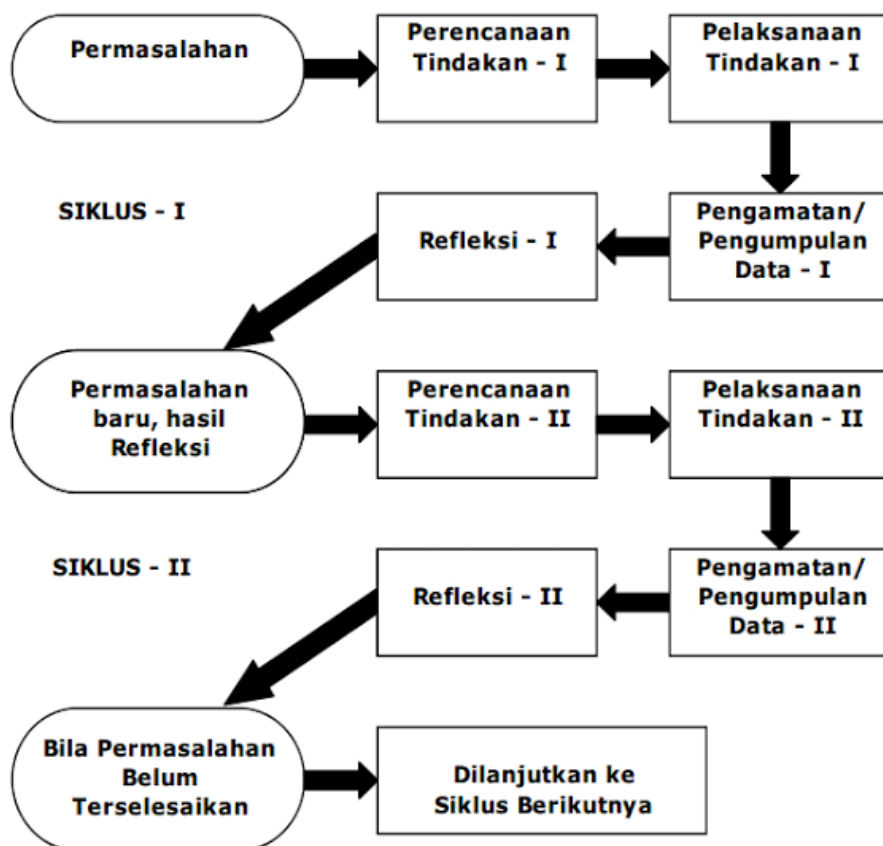 Permasalahan
Perencanaan
Tindakan - I
Pelaksanaan
Tindakan - I
SIKLUS - I
Refleksi - I
Pengamatan/
Pengumpulan
Data - I
Permasalahan
baru, hasil
Refleksi
Perencanaan
Tindakan - II
Pelaksanaan
Tindakan - II
SIKLUS - II
Refleksi - II
Pengamatan/
Pengumpulan
Data - II
Bila Permasalahan
Belum
Terselesaikan
Dilanjutkan ke
Siklus Berikutnya